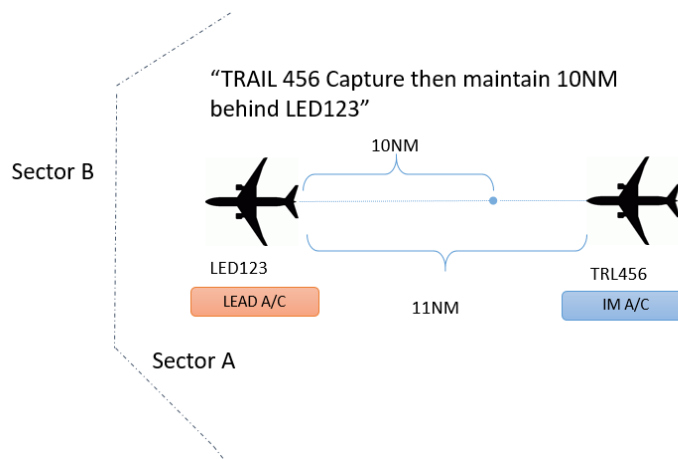 “TRAIL 456 Capture then maintain 10NM
behind LED123”
10NM
Sector B
LED123
TRL456
LEAD A/C
11NM
IM A/C
Sector A